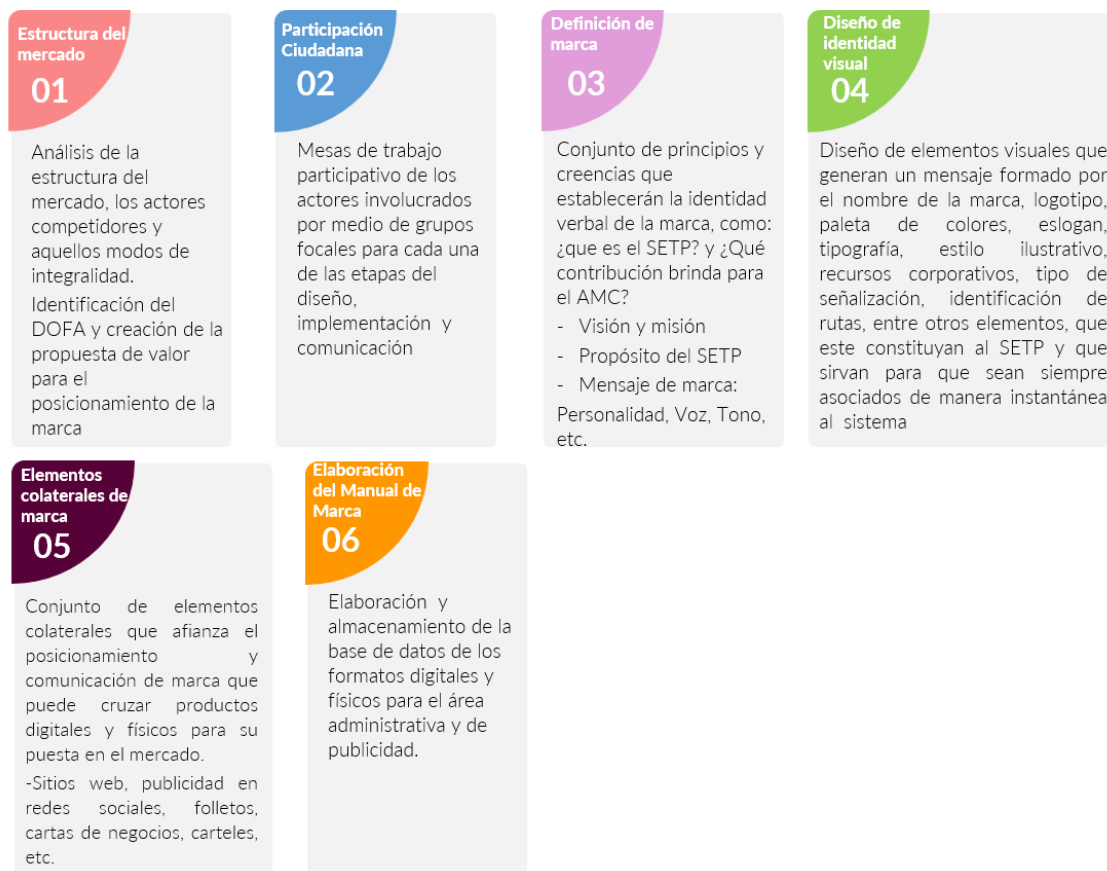 Estructura del
mercado
01
Análisis de la
estructura del
mercado, los actores
competidores y
aquellos modos de
integralidad.
Identificación del
DOFA y creación de la
propuesta de valor
para el
posicionamiento de la
marca
Participación
Ciudadana
02
Mesas de trabajo
participativo de los
actores involucrados
por medio de grupos
focales para cada una
de las etapas del
diseño,
implementación y
comunicación
Definición de
marca
03
Conjunto de principios y
creencias que
establecerán la identidad
verbal de la marca, como:
¿que es el SETP? y ¿Qué
contribución brinda para
el AMC?
- Visión y misión
- Propósito del SETP
- Mensaje de marca:
Personalidad, Voz, Tono,
etc.
Diseño de
identidad
visual
04
Diseño de elementos visuales que
generan un mensaje formado por
el nombre de la marca, logotipo,
paleta de colores, eslogan,
tipografía, estilo ilustrativo,
recursos corporativos, tipo de
señalización, identificación de
rutas, entre otros elementos, que
este constituyan al SETP y que
sirvan para que sean siempre
asociados de manera instantánea
al sistema
Elementos
colaterales de
marca
05
Conjunto de elementos
colaterales que afianza el
posicionamiento y
comunicación de marca que
puede cruzar productos
digitales y físicos para su
puesta en el mercado.
-Sitios web, publicidad en
redes sociales, folletos,
cartas de negocios, carteles,
etc.
Elaboración
del Manual de
Marca
06
Elaboración y
almacenamiento de la
base de datos de los
formatos digitales y
físicos para el área
administrativa y de
publicidad.